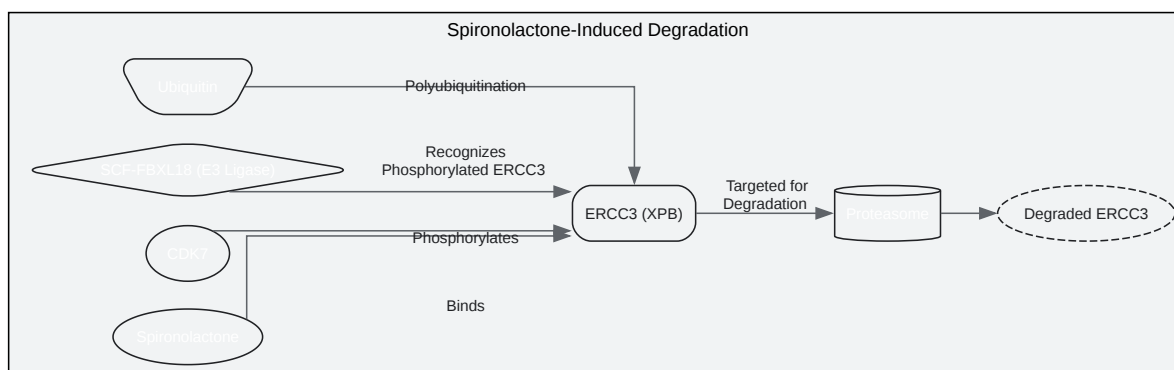 Spironolactone-Induced Degradation
Ubiquitin
Polyubiquitination
SCF-FBXL18 (E3 Ligase)
Recognizes
Phosphorylated ERCC3
ERCC3 (XPB)
Targeted for
Degradation
Proteasome
Degraded ERCC3
CDK7
Phosphorylates
Binds
Spironolactone